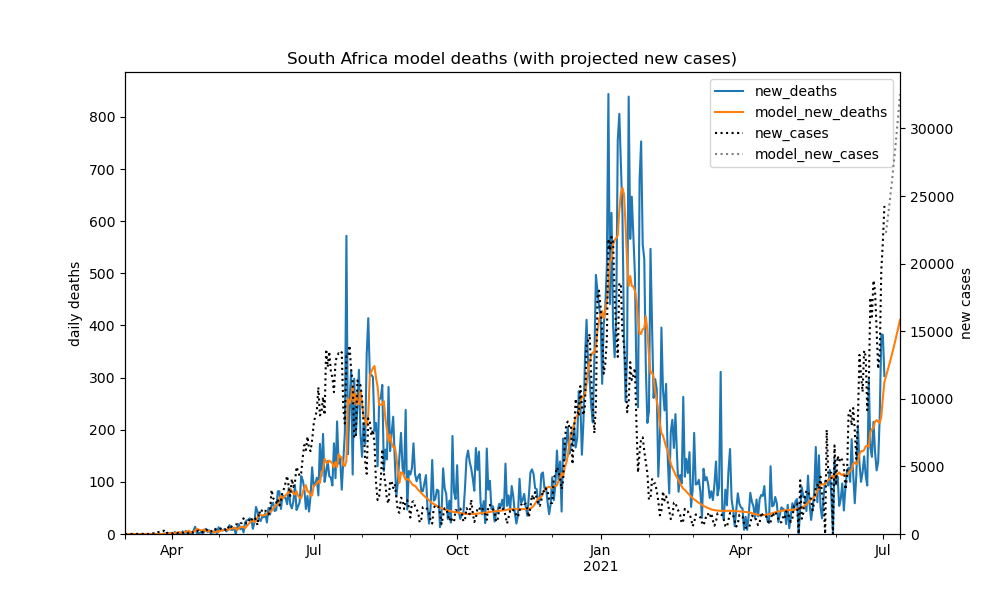 South Africa model deaths (with projected new cases)
new_deaths
model_new_deaths
new_cases
model_new_cases
daily deaths
800
700
600
500
400
300
200
100
0
30000
25000
20000
15000
10000
5000
0
new cases
Apr
Jul
Oct
Jan
2021
Apr
Jul